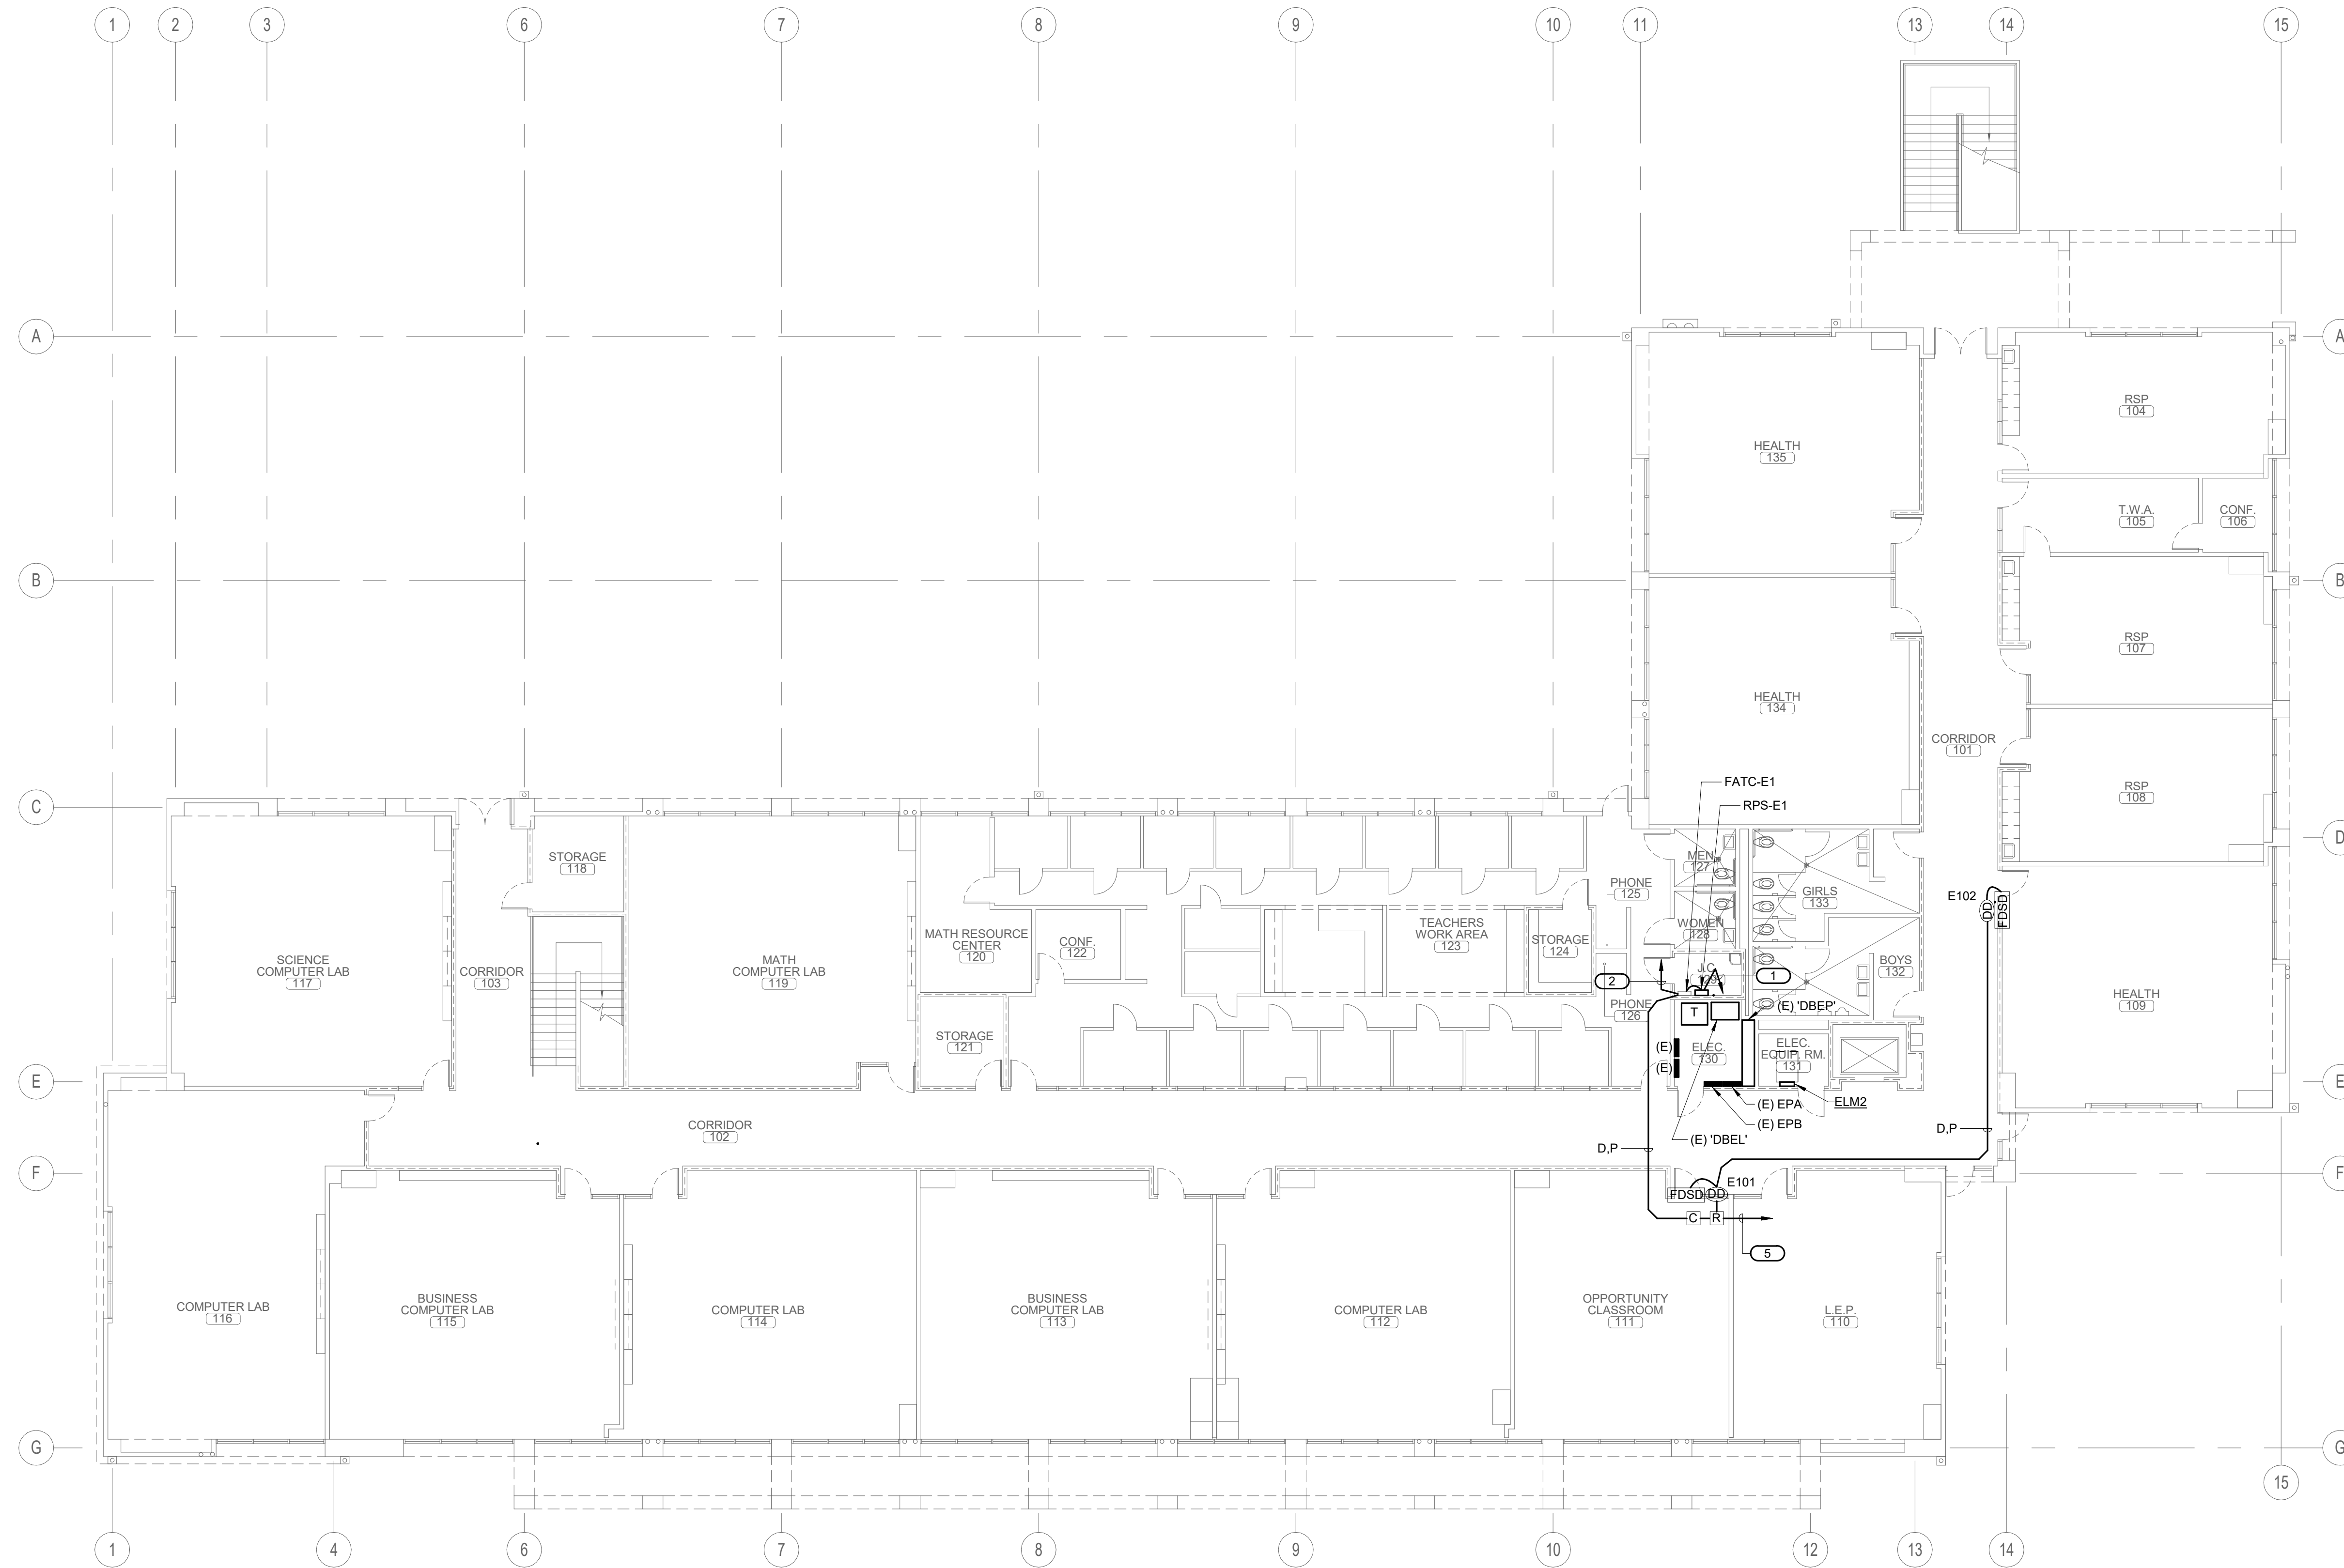 1
2
3
6
7
8
9
10
11
13
14
15
A
A
RSP
104
HEALTH
135
T.W.A.
105
CONF.
106
B
B
RSP
107
HEALTH
134
CORRIDOR
101
FATC-E1
RPS-E1
RSP
108
C
D
STORAGE
118
MEN
127
PHONE
125
GIRLS
133
E102
DD
FDSD
WOMEN
128
TEACHERS
WORK AREA
123
MATH RESOURCE
CENTER
120
CONF.
122
STORAGE
124
SCIENCE
COMPUTER LAB
117
CORRIDOR
103
MATH
COMPUTER LAB
119
J.C.
BOYS
132
2
1
HEALTH
109
PHONE
126
(E) 'DBEP'
T
STORAGE
121
(E)
(E)
ELEC.
130
ELEC.
EQUIP. RM.
131
E
E
(E) EPA
ELM2
(E) EPB
(E) 'DBEL'
CORRIDOR
102
D,P
D,P
F
F
FDSD
DD
E101
C
R
5
COMPUTER LAB
116
BUSINESS
COMPUTER LAB
115
COMPUTER LAB
114
BUSINESS
COMPUTER LAB
113
COMPUTER LAB
112
OPPORTUNITY
CLASSROOM
111
L.E.P.
110
G
G
15
1
4
6
7
8
9
10
12
13
14